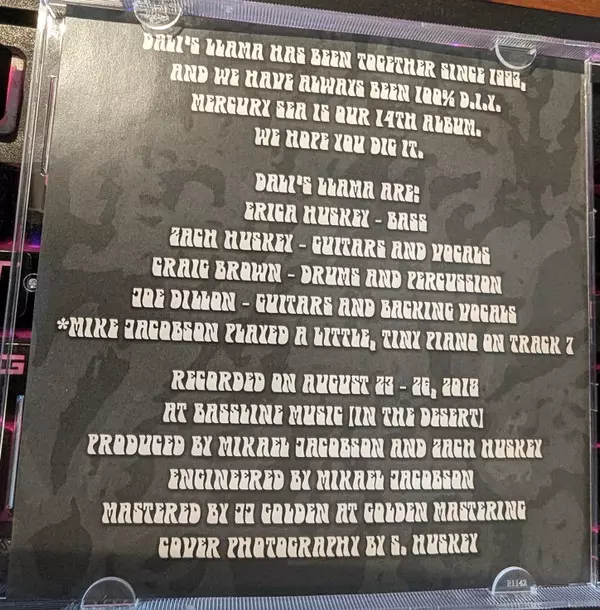 DALI'S LLAMA HAS BEEN TOGETHER SINCE 1993,
AND WE HAVE ALWAYS BEEN 100% D.I.Y.
MERCURY SEA IS OUR 14TH ALBUM.
WE HOPE YOU DIG IT.
DALI'S LLAMA ARE:
ERICA HUSKEY - BASS
ZACH HUSKEY - GUITARS AND VOCALS
CRAIG BROWN - DRUMS AND PERCUSSION
JOE DILLON - GUITARS AND BACKING VOCALS
*MIKE JACOBSON PLAYED A LITTLE, TINY PIANO ON TRACK 7
RECORDED ON AUGUST 23 - 26, 2018
AT BASSLINE MUSIC [IN THE DESERT]
PRODUCED BY MIKAEL JACOBSON AND ZACH HUSKEY
ENGINEERED BY MIKAEL JACOBSON
MASTERED BY JJ GOLDEN AT GOLDEN MASTERING
COVER PHOTOGRAPHY BY S. HUSKEY